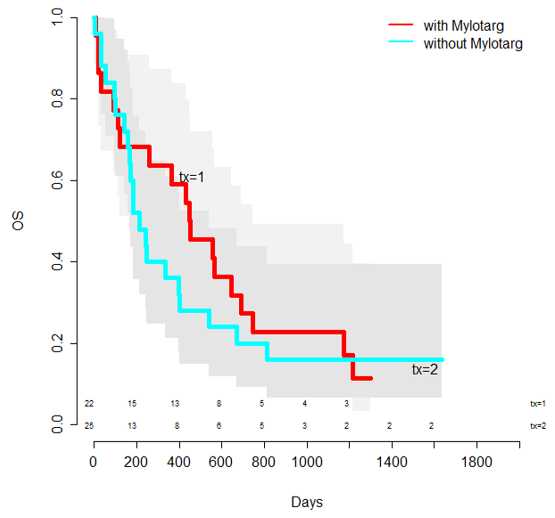 with Mylotarg
without Mylotarg
OS
1.0
0.8
0.6
0.4
0.2
0.0
tx=1
tx=2
22 15 13 8 5 4 3 tx=1
25 13 8 6 5 3 2 2 2 tx=2
0 200 400 600 800 1000 1400 1800
Days